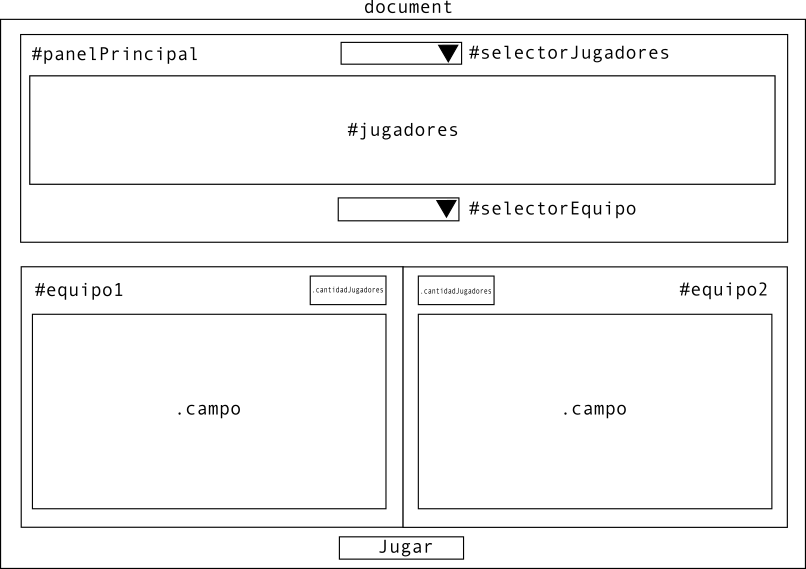 document
#panelPrincipal
#selectorJugadores
#jugadores
#selectorEquipo
#equipo1
.cantidadJugadores
.cantidadJugadores
#equipo2
.campo
.campo
Jugar